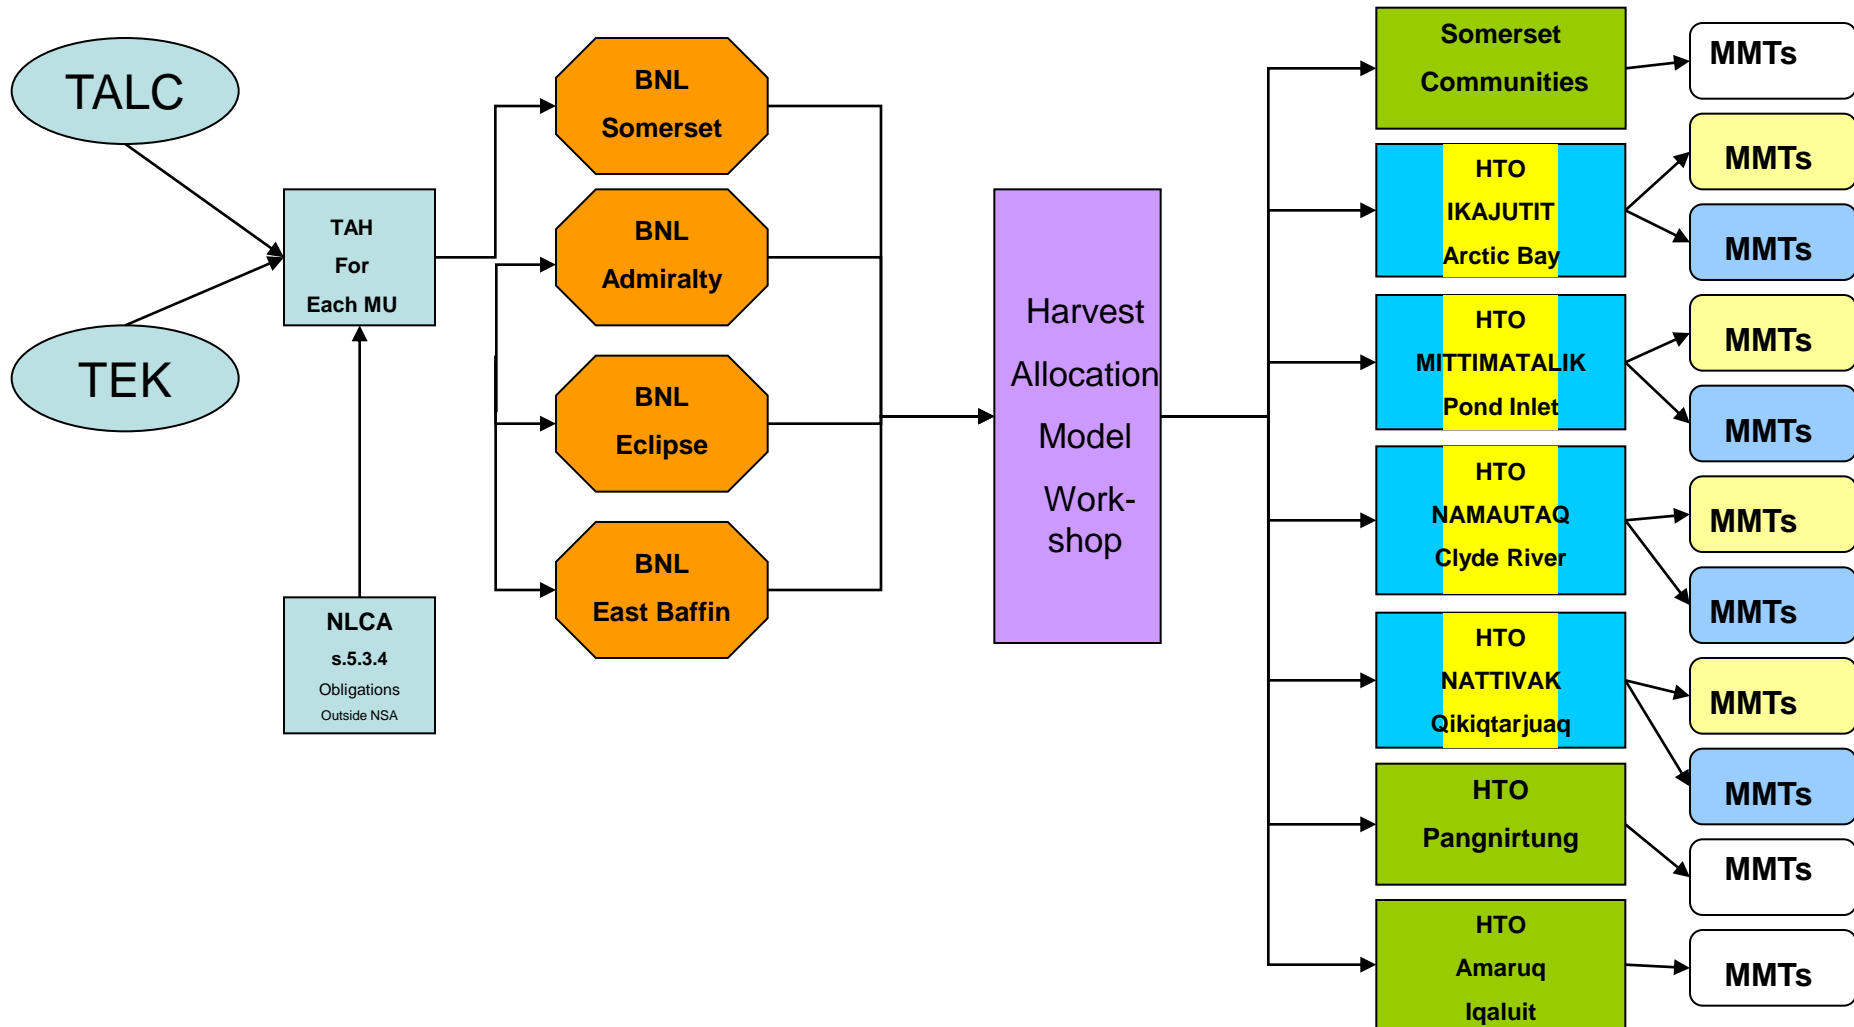 TALC
TEK
TAH
For
Each MU
NLCA
s.5.3.4
Obligations
Outside NSA
BNL
Somerset
BNL
Admiralty
BNL
Eclipse
BNL
East Baffin
Harvest
Allocation
Model
Work-
shop
Somerset
Communities
HTO
IKAJUTIT
Arctic Bay
HTO
MITTIMATALIK
Pond Inlet
HTO
NAMAUTAQ
Clyde River
HTO
NATTIVAK
Qikiqtarjuaq
HTO
Pangnirtung
HTO
Amaruq
Iqaluit
MMTs
MMTs
MMTs
MMTs
MMTs
MMTs
MMTs
MMTs
MMTs
MMTs
MMTs